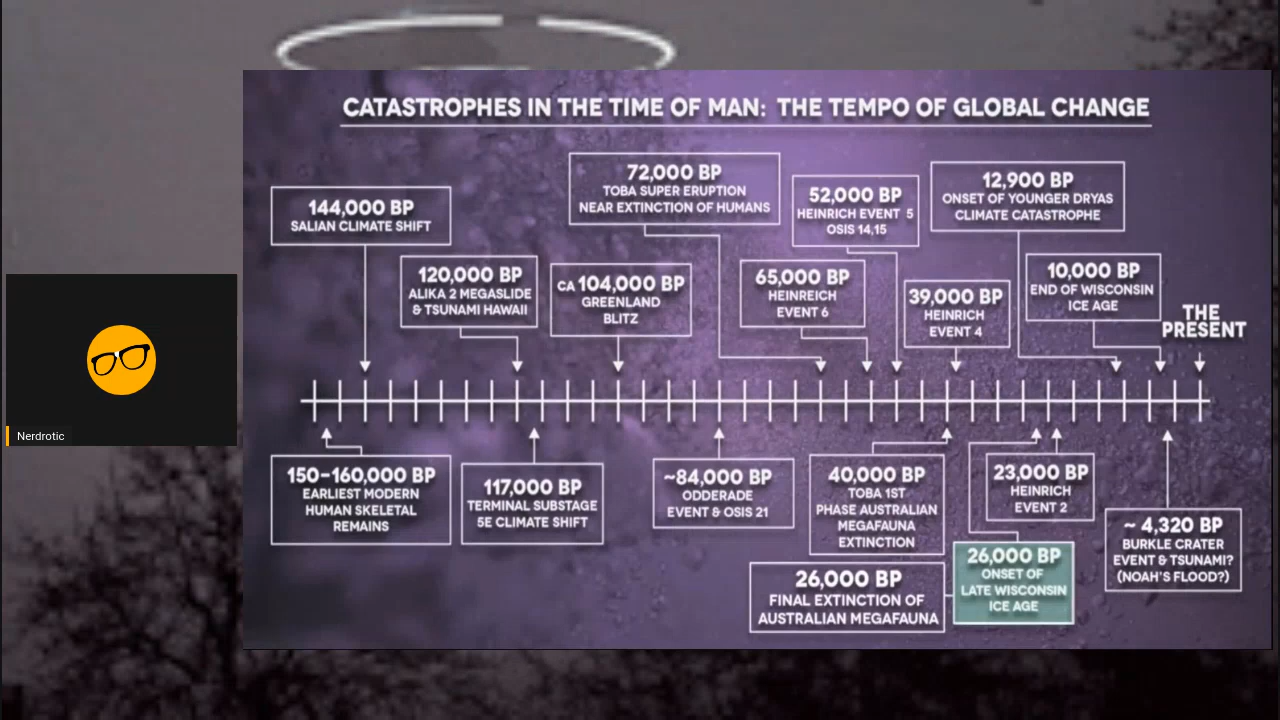 CATASTROPHES IN THE TIME OF MAN: THE TEMPO OF GLOBAL CHANGE
144,000 BP
SALIAN CLIMATE SHIFT
120,000 BP
ALIKA 2 MEGASLIDE
& TSUNAMI HAWAII
CA 104,000 BP
GREENLAND
BLITZ
72,000 BP
TOBA SUPER ERUPTION
NEAR EXTINCTION OF HUMANS
65,000 BP
HEINREICH
EVENT 6
52,000 BP
HEINRICH EVENT 5
OSIS 14,15
39,000 BP
HEINRICH
EVENT 4
12,900 BP
ONSET OF YOUNGER DRYAS
CLIMATE CATASTROPHE
10,000 BP
END OF WISCONSIN
ICE AGE
THE
PRESENT
150-160,000 BP
EARLIEST MODERN
HUMAN SKELETAL
REMAINS
117,000 BP
TERMINAL SUBSTAGE
5E CLIMATE SHIFT
~84,000 BP
ODDERADE
EVENT & OSIS 21
40,000 BP
TOBA 1ST
PHASE AUSTRALIAN
MEGAFAUNA
EXTINCTION
26,000 BP
FINAL EXTINCTION OF
AUSTRALIAN MEGAFAUNA
26,000 BP
ONSET OF
LATE WISCONSIN
ICE AGE
23,000 BP
HEINRICH
EVENT 2
~ 4,320 BP
BURKLE CRATER
EVENT & TSUNAMI?
(NOAH'S FLOOD?)
Nerdrotic